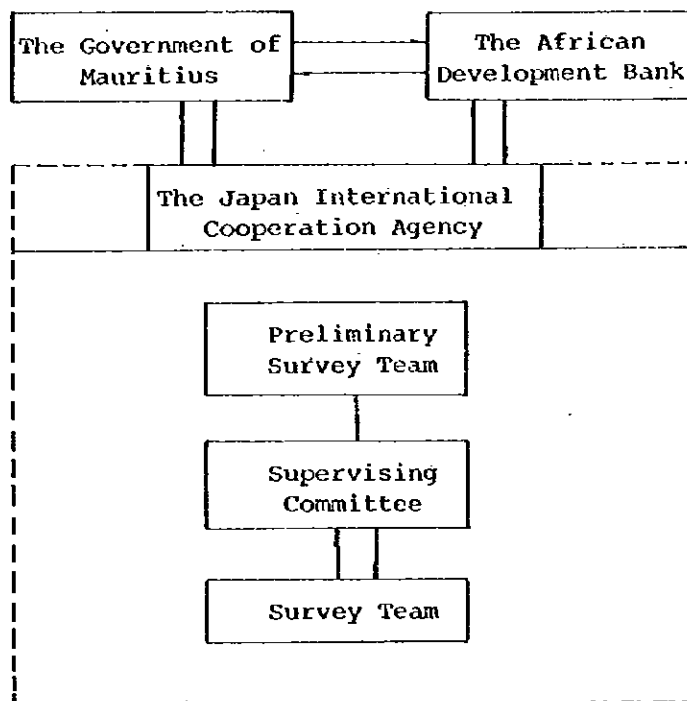 The Government of
Mauritius
The African
Development Bank
The Japan International
Cooperation Agency
Preliminary
Survey Team
Supervising
Committee
Survey Team